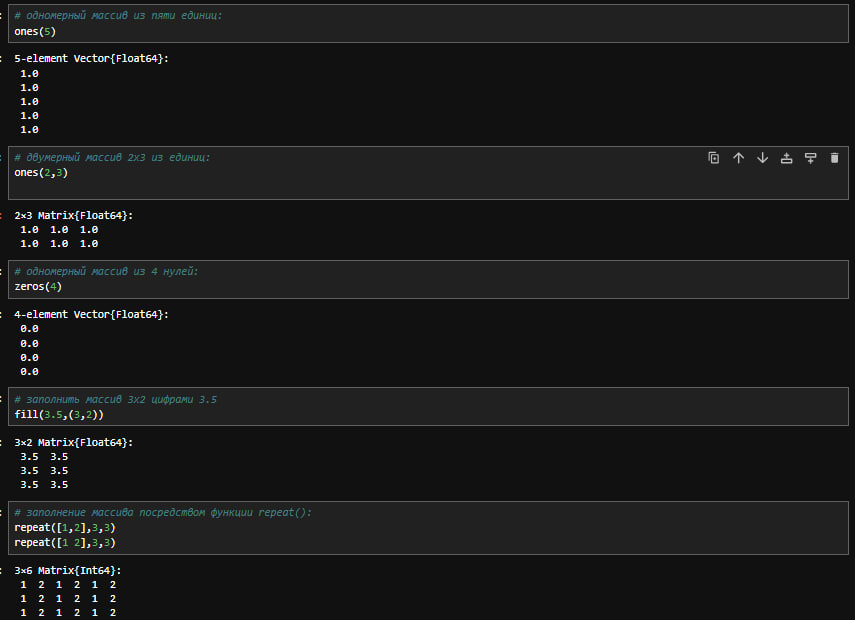 # одномерный массив из пяти единиц:
ones(5)
5-element Vector{Float64}:
1.0
1.0
1.0
1.0
1.0
# двумерный массив 2x3 из единиц:
ones(2,3)
2×3 Matrix{Float64}:
1.0 1.0 1.0
1.0 1.0 1.0
# одномерный массив из 4 нулей:
zeros(4)
4-element Vector{Float64}:
0.0
0.0
0.0
0.0
# заполнить массив 3x2 цифрами 3.5
fill(3.5,(3,2))
3×2 Matrix{Float64}:
3.5 3.5
3.5 3.5
3.5 3.5
# заполнение массива посредством функции repeat():
repeat([1,2],3,3)
repeat([1 2],3,3)
3×6 Matrix{Int64}:
1 2 1 2 1 2
1 2 1 2 1 2
1 2 1 2 1 2